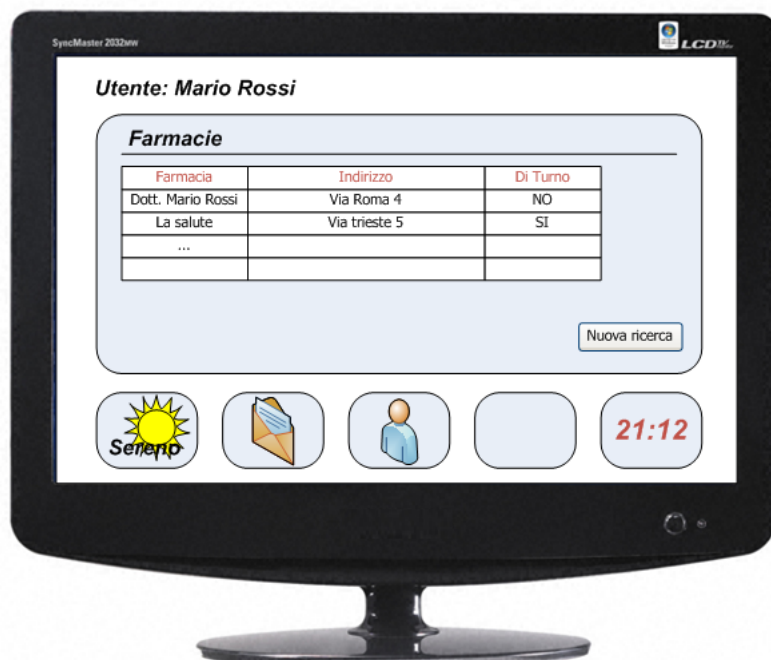 SyncMaster 2032MW
LCD TV
Utente: Mario Rossi
Farmacie
Farmacia Indirizzo Di Turno
Dott. Mario Rossi Via Roma 4 NO
La salute Via trieste 5 SI
...
Nuova ricerca
Sereno
21:12